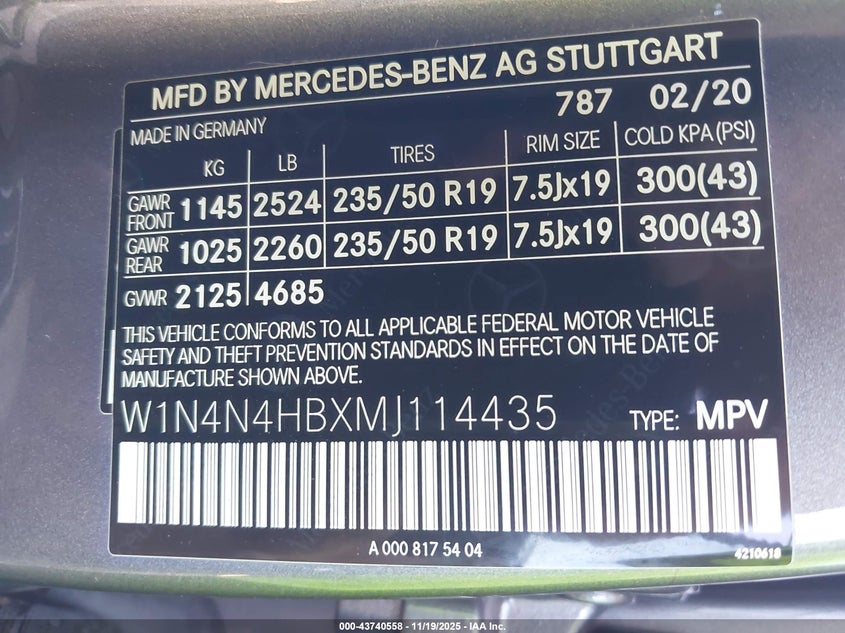 MFD BY MERCEDES-BENZ AG STUTTGART
787 02/20
MADE IN GERMANY
KG LB TIRES RIM SIZE COLD KPA(PSI)
GAWR FRONT 1145 2524 235/50 R19 7.5Jx19 300(43)
GAWR REAR 1025 2260 235/50 R19 7.5Jx19 300(43)
GVWR 2125 4685
THIS VEHICLE CONFORMS TO ALL APPLICABLE FEDERAL MOTOR VEHICLE
SAFETY AND THEFT PREVENTION STANDARDS IN EFFECT ON THE DATE OF
MANUFACTURE SHOWN ABOVE.
W1N4N4HBXMJ114435 TYPE: MPV
A 000 817 54 04
4210618
000-43740558 - 11/19/2025 - IAA Inc.